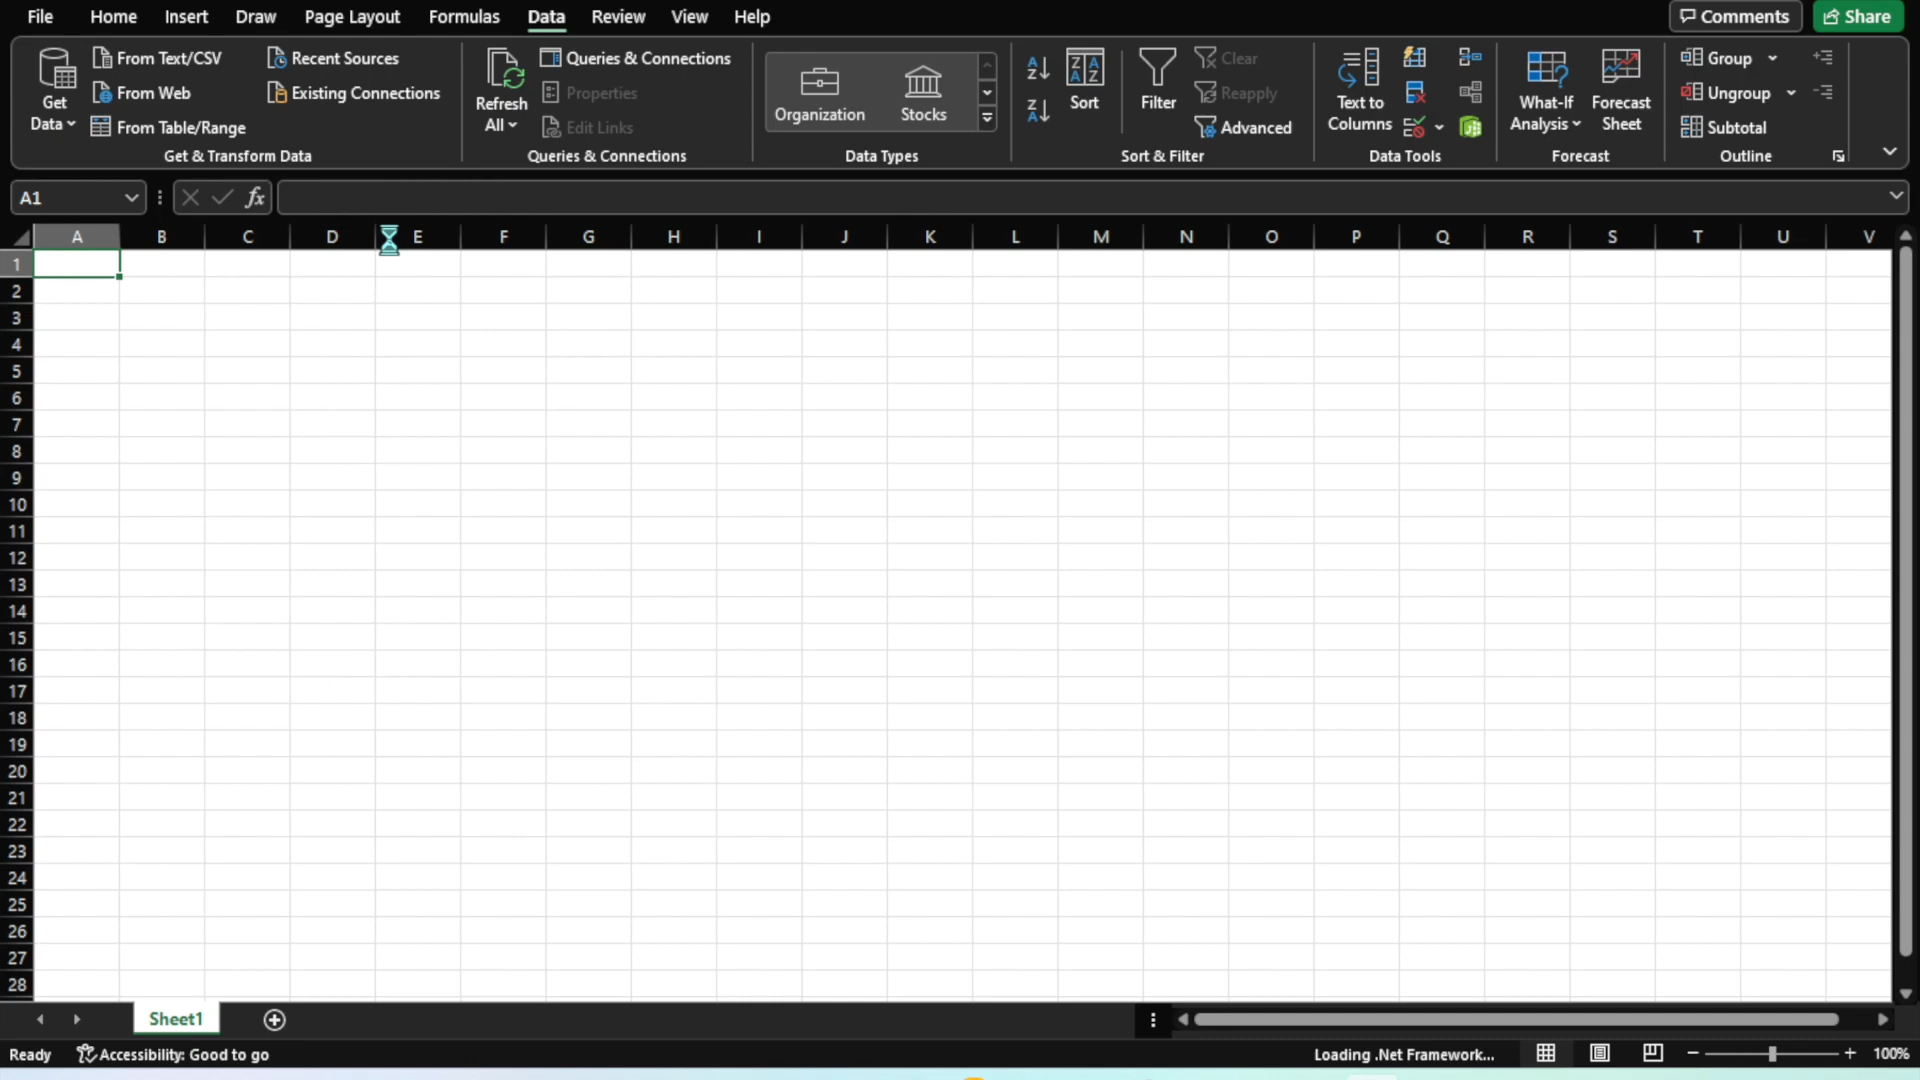 File Home Insert Draw Page Layout Formulas Data Review View Help Comments Share
Get Data
From Text/CSV
From Web
From Table/Range
Recent Sources
Existing Connections
Get & Transform Data
Refresh All
Queries & Connections
Properties
Edit Links
Queries & Connections
Organization
Stocks
Data Types
Sort
Filter
Clear
Reapply
Advanced
Sort & Filter
Text to Columns
Data Tools
What-If Analysis
Forecast Sheet
Forecast
Group
Ungroup
Subtotal
Outline
A1
fx
A B C D E F G H I J K L M N O P Q R S T U V
1
2
3
4
5
6
7
8
9
10
11
12
13
14
15
16
17
18
19
20
21
22
23
24
25
26
27
28
Sheet1
Ready Accessibility: Good to go Loading .Net Framework... 100%